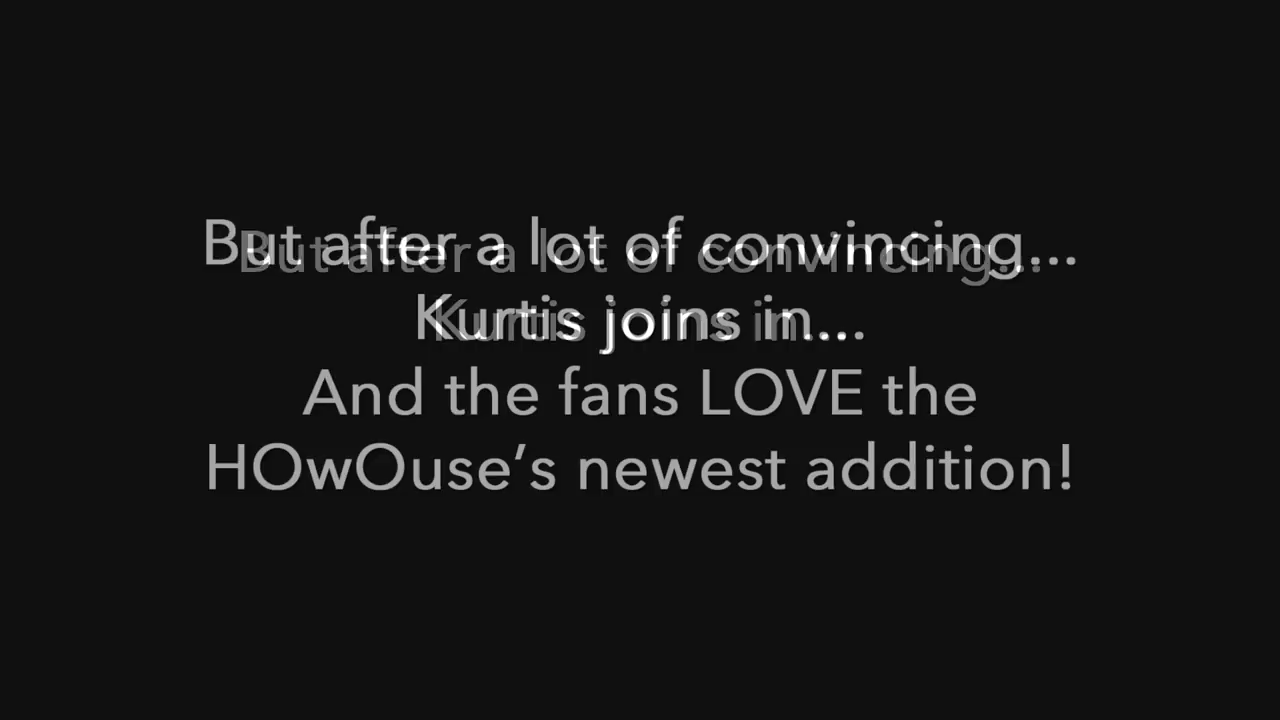 But after a lot of convincing...
Kurtis joins in...
And the fans LOVE the
HOwOuse’s newest addition!